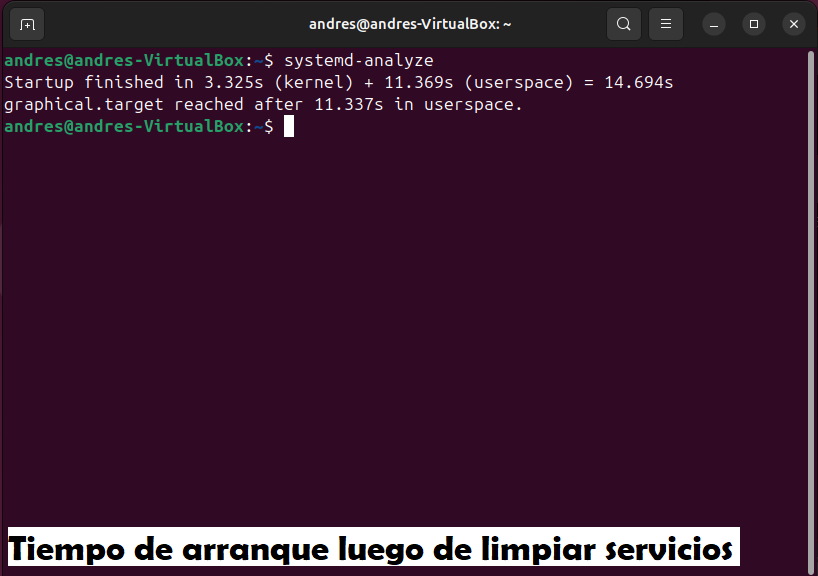 andres@andres-VirtualBox: ~
andres@andres-VirtualBox:~$ systemd-analyze
Startup finished in 3.325s (kernel) + 11.369s (userspace) = 14.694s
graphical.target reached after 11.337s in userspace.
andres@andres-VirtualBox:~$
Tiempo de arranque luego de limpiar servicios